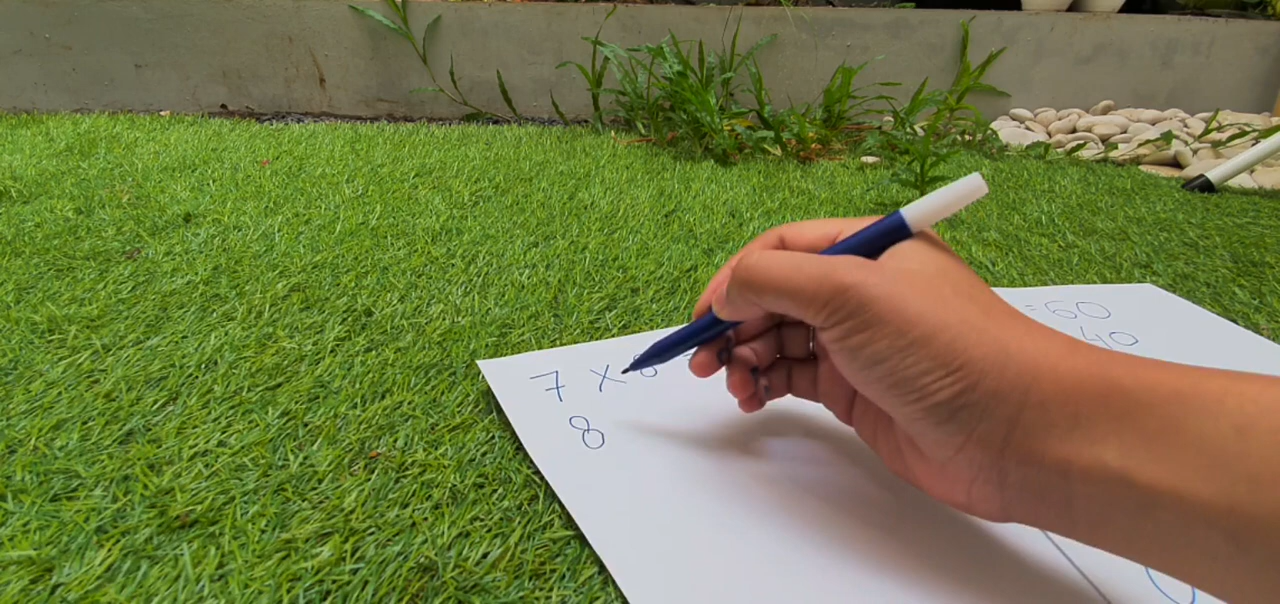 7 × 8 =
8
=60
40